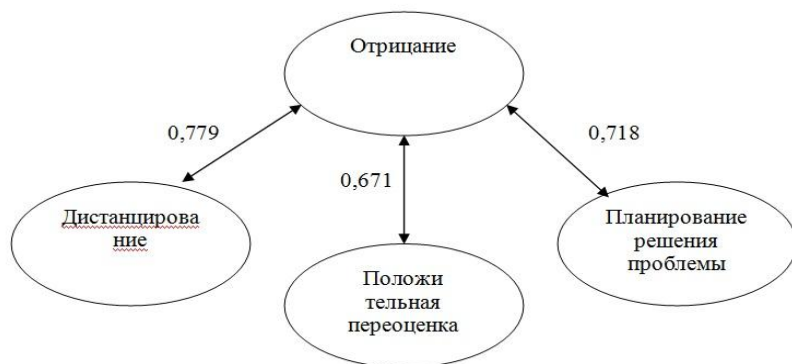 Отрицание
0,779
0,718
0,671
Дистанцирова
ние
Планирование
решения
проблемы
Положи
тельная
переоценка